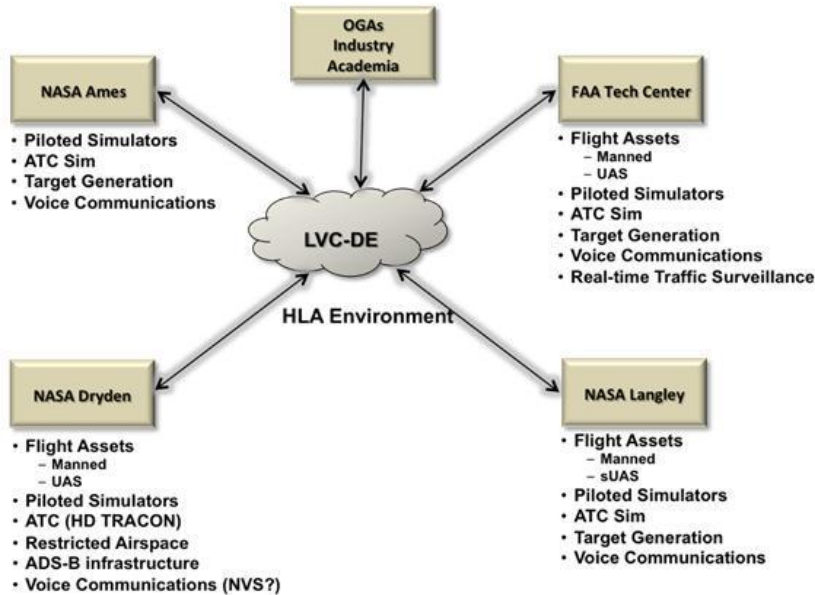 OGAs
Industry
Academia
NASA Ames
• Piloted Simulators
• ATC Sim
• Target Generation
• Voice Communications
FAA Tech Center
• Flight Assets
– Manned
– UAS
• Piloted Simulators
• ATC Sim
• Target Generation
• Voice Communications
• Real-time Traffic Surveillance
LVC-DE
HLA Environment
NASA Dryden
• Flight Assets
– Manned
– UAS
• Piloted Simulators
• ATC (HD TRACON)
• Restricted Airspace
• ADS-B infrastructure
• Voice Communications (NVS?)
NASA Langley
• Flight Assets
– Manned
– sUAS
• Piloted Simulators
• ATC Sim
• Target Generation
• Voice Communications